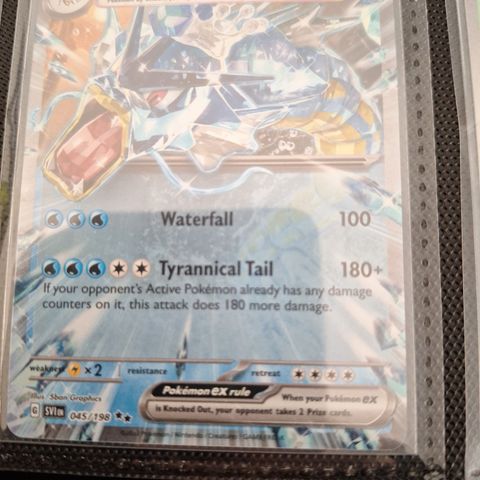 Waterfall 100
Tyrannical Tail 180+
If your opponent's Active Pokémon already has any damage
counters on it, this attack does 180 more damage.
weakness ×2 resistance retreat
Pokémon ex rule When your Pokémon ex
is Knocked Out, your opponent takes 2 Prize cards.
Illus. 5ban Graphics
G SVI EN 045/198